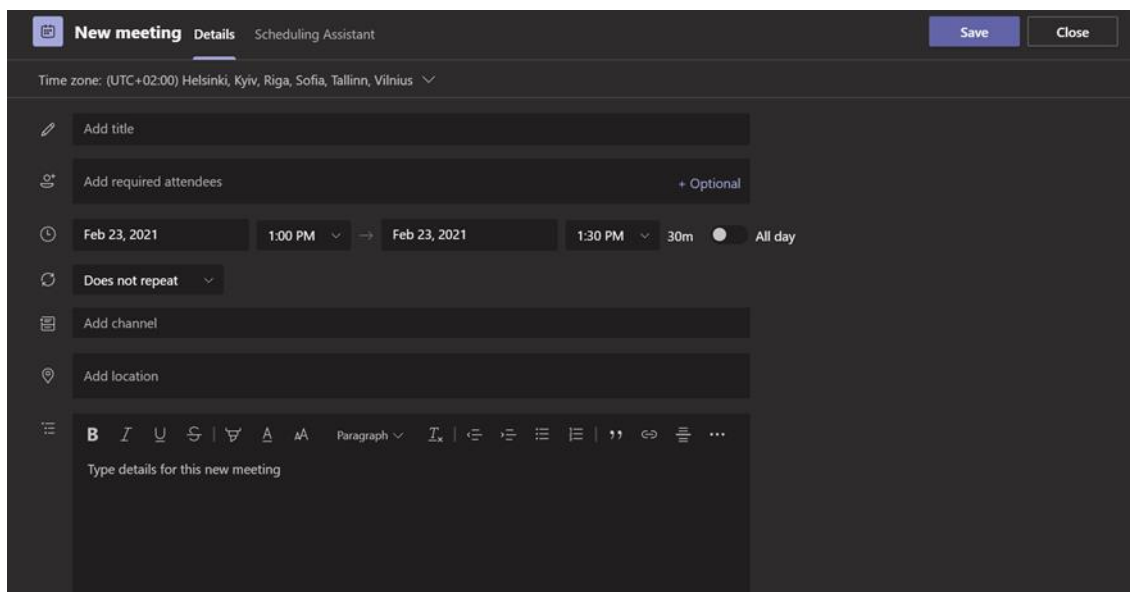 New meeting Details Scheduling Assistant Save Close
Time zone: (UTC+02:00) Helsinki, Kyiv, Riga, Sofia, Tallinn, Vilnius
Add title
Add required attendees + Optional
Feb 23, 2021 1:00 PM → Feb 23, 2021 1:30 PM 30m All day
Does not repeat
Add channel
Add location
B I U S A AA Paragraph Tx
Type details for this new meeting